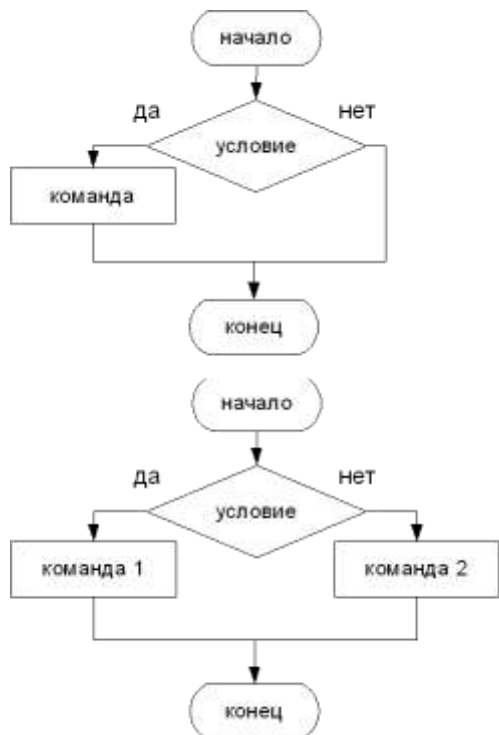 начало
да нет
условие
команда
конец
начало
да нет
условие
команда 1 команда 2
конец